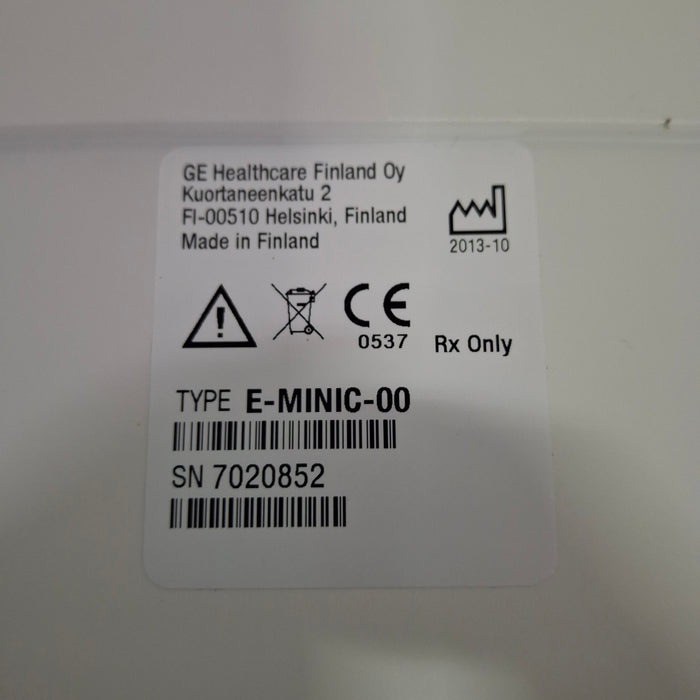 GE Healthcare Finland Oy
Kuortaneenkatu 2
FI-00510 Helsinki, Finland
Made in Finland
2013-10
CE
0537
Rx Only
TYPE E-MINIC-00
SN 7020852